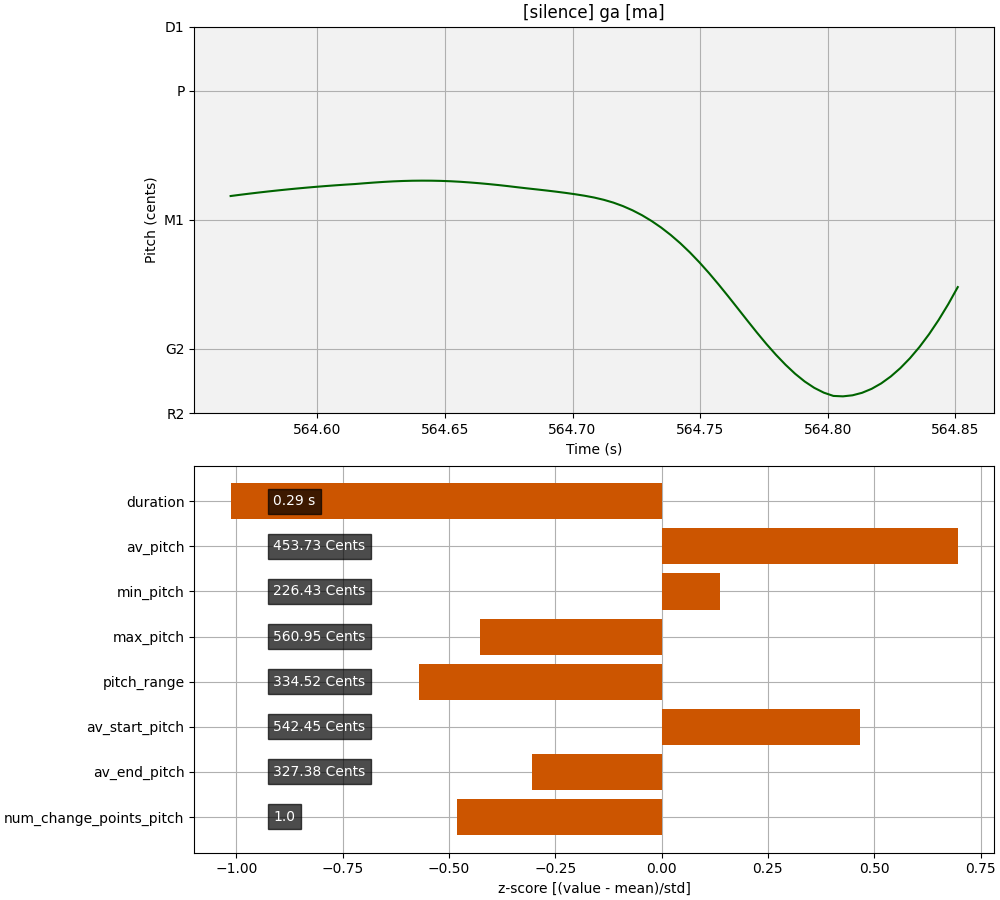 [silence] ga [ma]
D1
P
M1
G2
R2
Pitch (cents)
564.60 564.65 564.70 564.75 564.80 564.85
Time (s)
duration 0.29 s
av_pitch 453.73 Cents
min_pitch 226.43 Cents
max_pitch 560.95 Cents
pitch_range 334.52 Cents
av_start_pitch 542.45 Cents
av_end_pitch 327.38 Cents
num_change_points_pitch 1.0
−1.00 −0.75 −0.50 −0.25 0.00 0.25 0.50 0.75
z-score [(value - mean)/std]